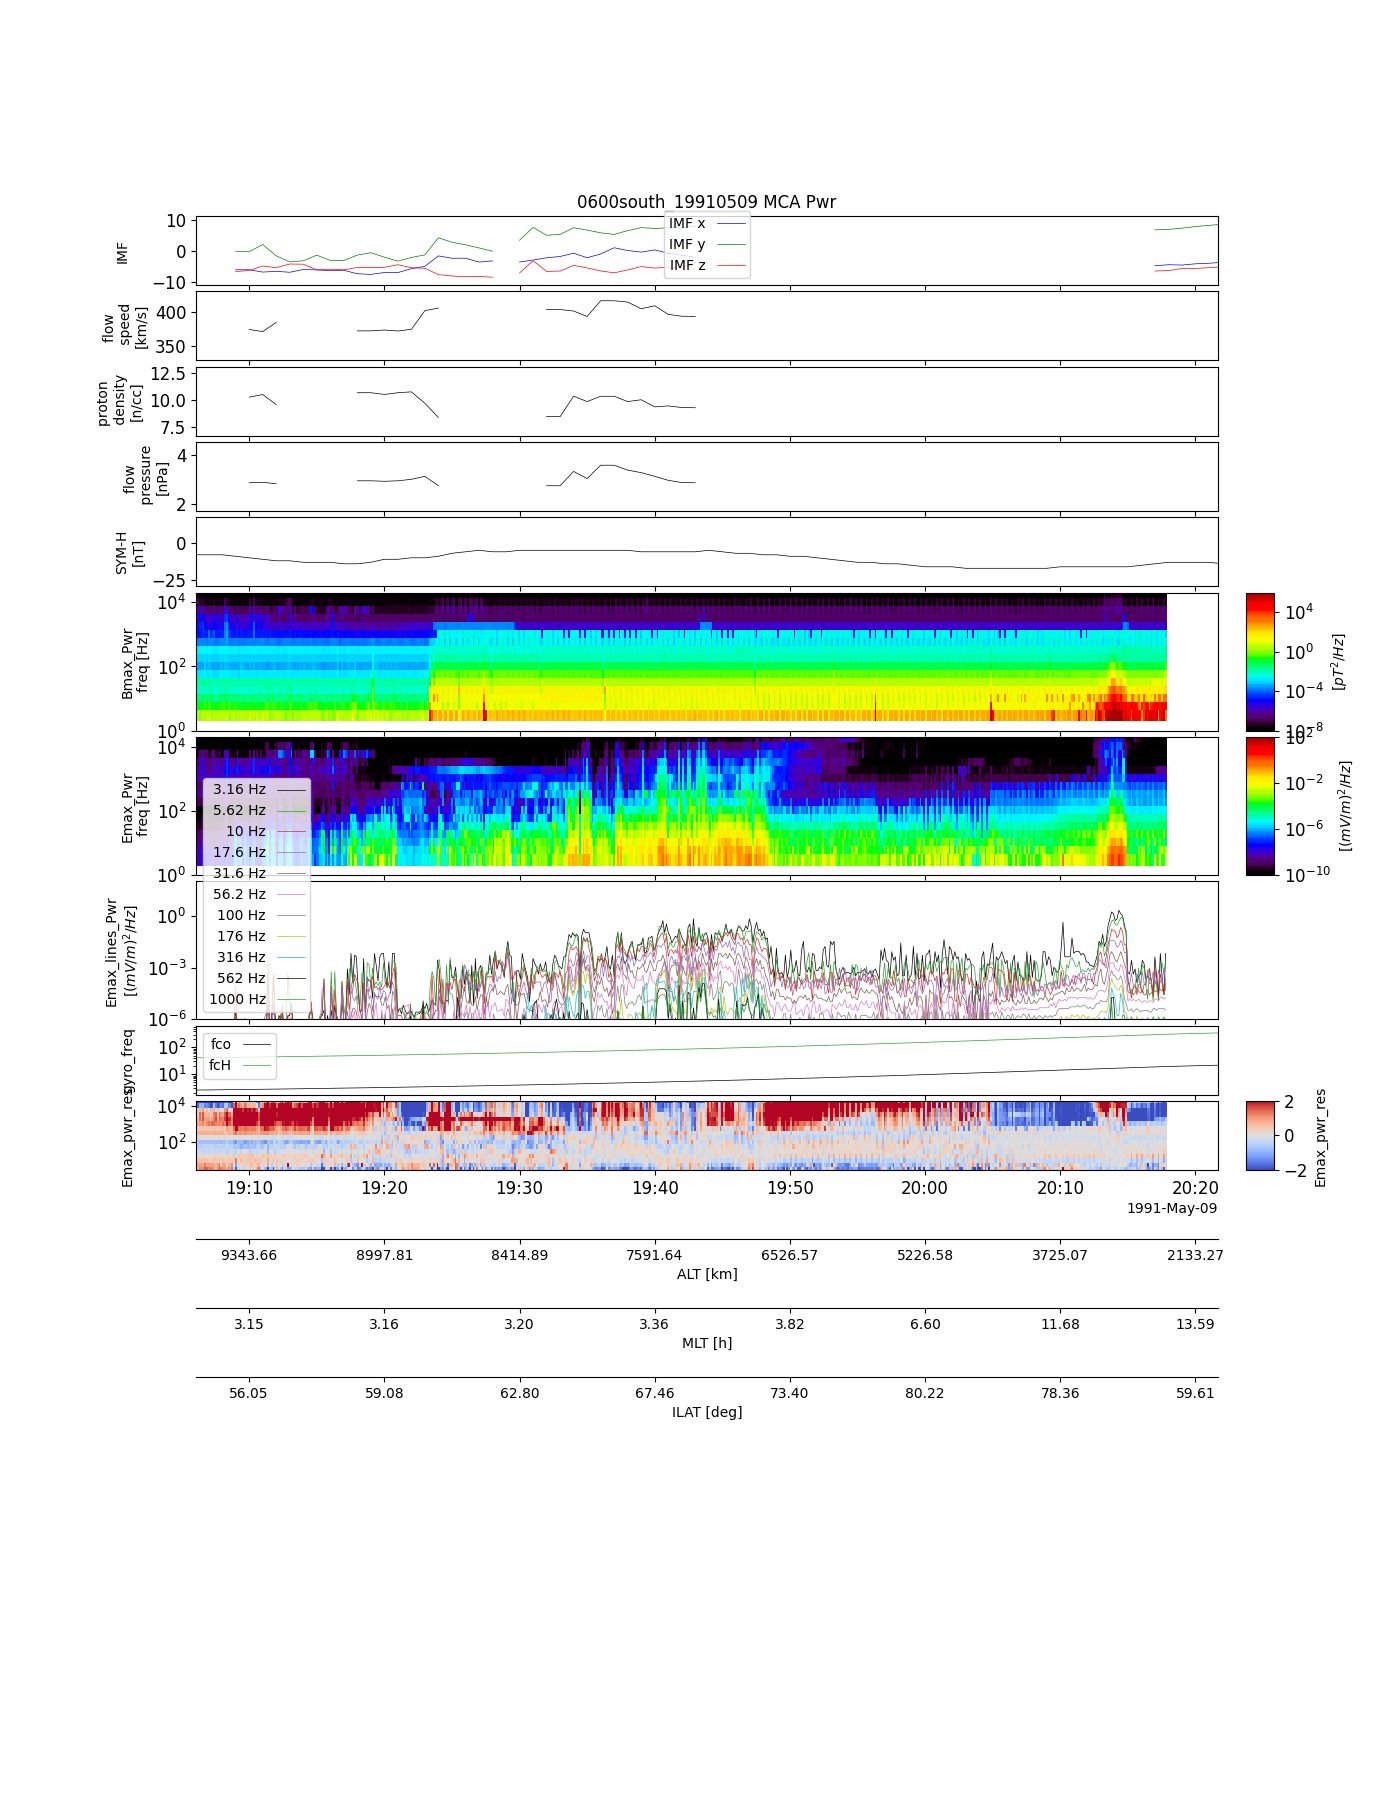 0600south_19910509 MCA Pwr
10
0
−10
IMF
IMF x
IMF y
IMF z
400
350
flow
speed
[km/s]
12.5
10.0
7.5
proton
density
[n/cc]
4
2
flow
pressure
[nPa]
0
−25
SYM-H
[nT]
10^4
10^2
10^0
Bmax_Pwr
freq [Hz]
10^4
10^0
10^−4
10^−8
[pT^2/Hz]
10^4
10^2
10^0
Emax_Pwr
freq [Hz]
10^2
10^−2
10^−6
10^−10
[(mV/m)^2/Hz]
3.16 Hz
5.62 Hz
10 Hz
17.6 Hz
31.6 Hz
56.2 Hz
100 Hz
176 Hz
316 Hz
562 Hz
1000 Hz
10^0
10^−3
10^−6
Emax_lines_Pwr
[(mV/m)^2/Hz]
10^2
10^1
gyro_freq
fco
fcH
10^4
10^2
Emax_pwr_res
2
0
−2
Emax_pwr_res
19:10 19:20 19:30 19:40 19:50 20:00 20:10 20:20
1991-May-09
9343.66 8997.81 8414.89 7591.64 6526.57 5226.58 3725.07 2133.27
ALT [km]
3.15 3.16 3.20 3.36 3.82 6.60 11.68 13.59
MLT [h]
56.05 59.08 62.80 67.46 73.40 80.22 78.36 59.61
ILAT [deg]